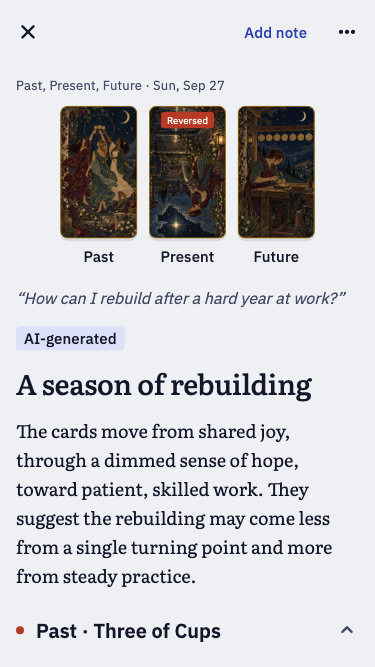 Add note
Past, Present, Future · Sun, Sep 27
Reversed
Past
Present
Future
“How can I rebuild after a hard year at work?”
AI-generated
A season of rebuilding
The cards move from shared joy,
through a dimmed sense of hope,
toward patient, skilled work. They
suggest the rebuilding may come less
from a single turning point and more
from steady practice.
Past · Three of Cups